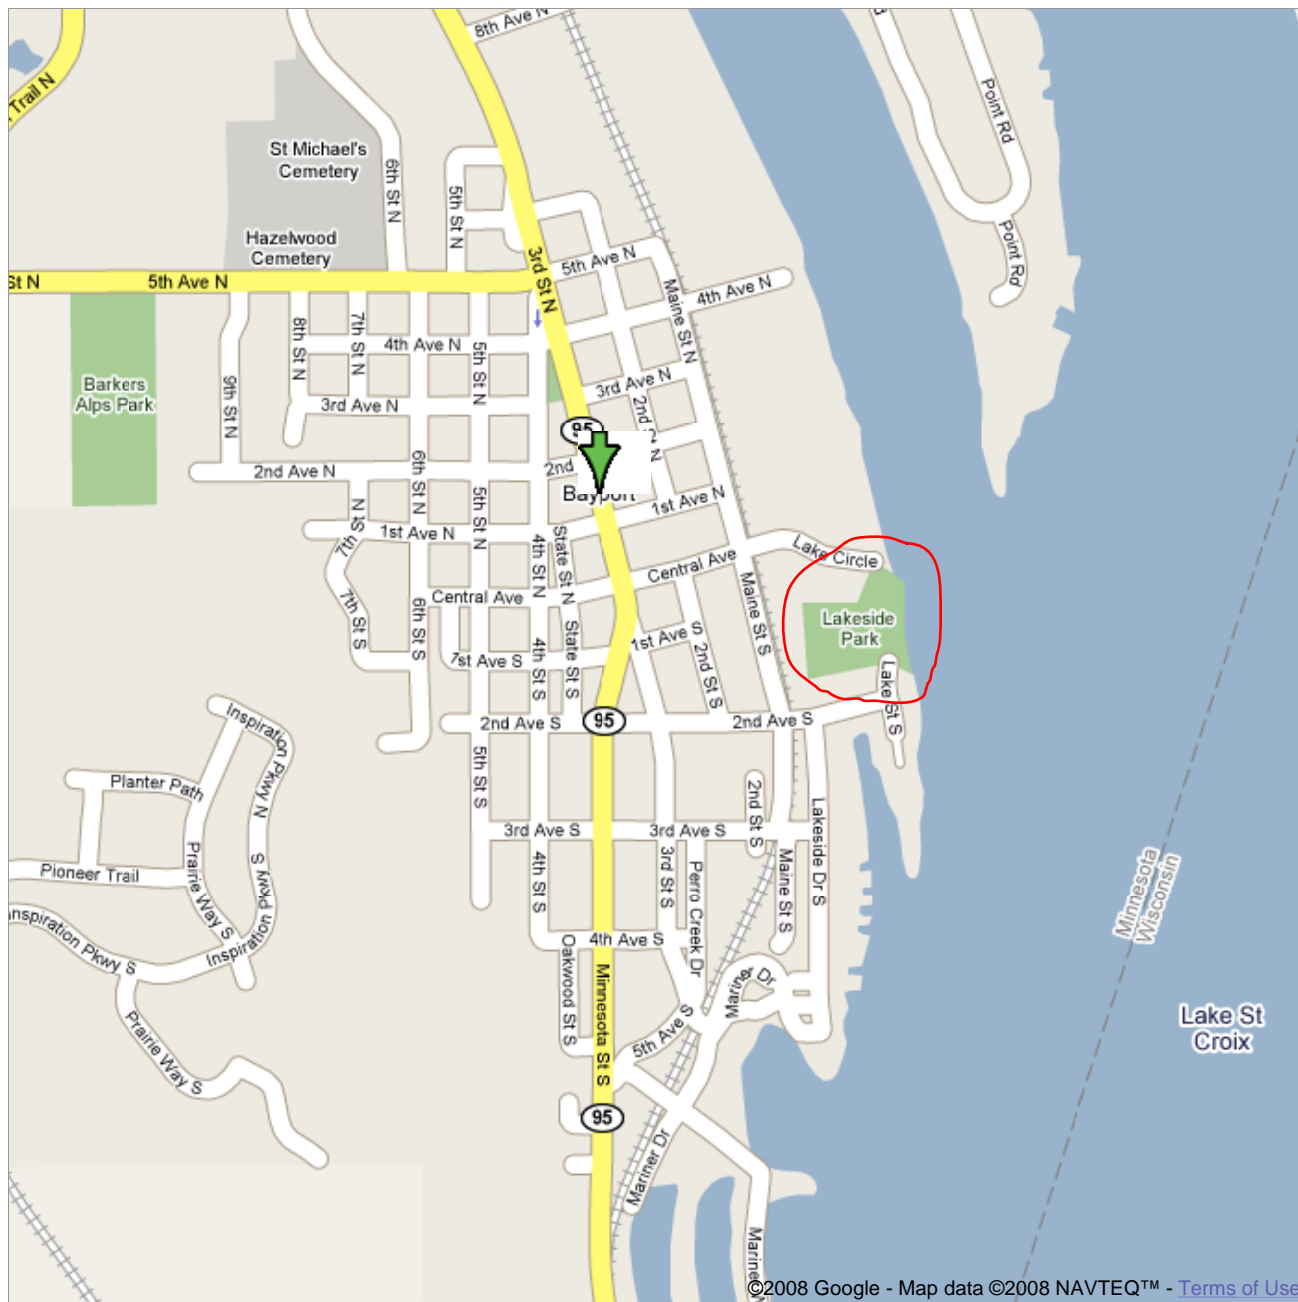 8th Ave N
Trail N
Point Rd
St Michael's
Cemetery
6th St N
5th St N
Point Rd
Hazelwood
Cemetery
3rd St N
5th Ave N
St N
5th Ave N
4th Ave N
Maine St N
8th St N
7th St N
4th Ave N
5th St N
Barkers
Alps Park
9th St N
3rd Ave N
3rd Ave N
2nd
N
95
2nd Ave N
6th St N
2nd
Bayport
5th St N
1st Ave N
7th St N
1st Ave N
4th St N
State St N
Lake Circle
Central Ave
Maine St S
Central Ave
7th St S
6th St S
Lakeside
Park
4th St S
State St S
1st Ave S
2nd St S
1st Ave S
Lake St S
2nd Ave S
95
2nd Ave S
Inspiration Pkwy N
5th St S
Planter Path
2nd St S
Lakeside Dr S
3rd Ave S
3rd Ave S
Prairie Way S
Pioneer Trail
4th St S
3rd St S
Perro Creek Dr
Maine St S
Minnesota
Wisconsin
Inspiration Pkwy S
Inspiration Pkwy S
4th Ave S
Oakwood St S
Minnesota St S
Mariner Dr
Prairie Way S
5th Ave S
Lake St
Croix
95
Mariner Dr
Mariner
©2008 Google - Map data ©2008 NAVTEQ™ - Terms of Use